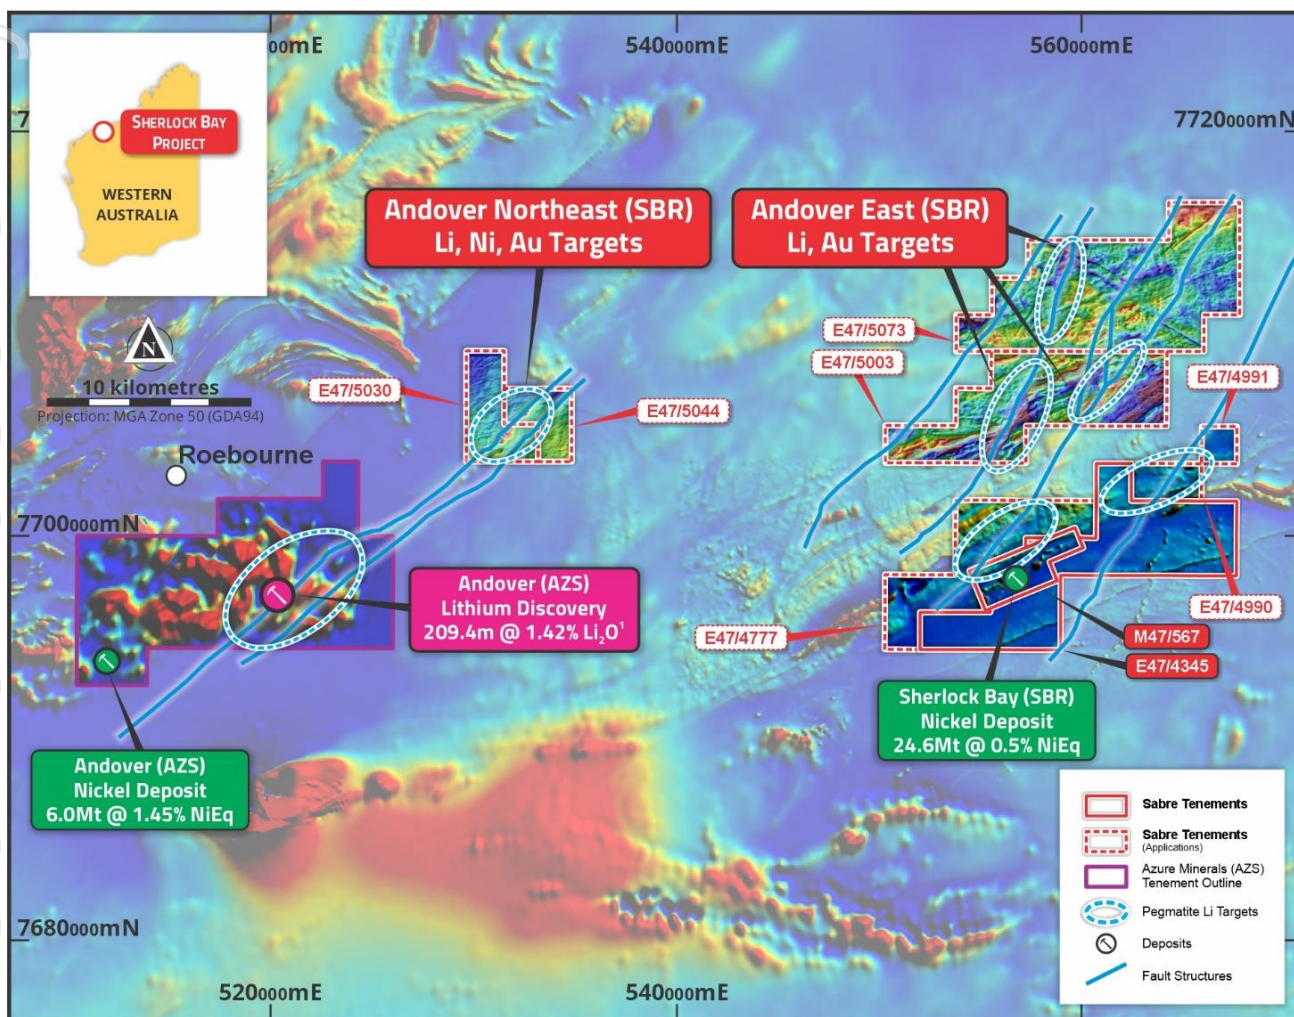 000mE
540000mE
560000mE
7720000mN
SHERLOCK BAY
PROJECT
WESTERN
AUSTRALIA
Andover Northeast (SBR)
Li, Ni, Au Targets
Andover East (SBR)
Li, Au Targets
N
10 kilometres
Projection: MGA Zone 50 (GDA94)
E47/5030
E47/5044
E47/5073
E47/5003
E47/4991
Roebourne
7700000mN
Andover (AZS)
Lithium Discovery
209.4m @ 1.42% Li₂O¹
E47/4777
E47/4990
M47/567
E47/4345
Sherlock Bay (SBR)
Nickel Deposit
24.6Mt @ 0.5% NiEq
Andover (AZS)
Nickel Deposit
6.0Mt @ 1.45% NiEq
Sabre Tenements
Sabre Tenements
(Applications)
Azure Minerals (AZS)
Tenement Outline
Pegmatite Li Targets
Deposits
Fault Structures
7680000mN
520000mE
540000mE